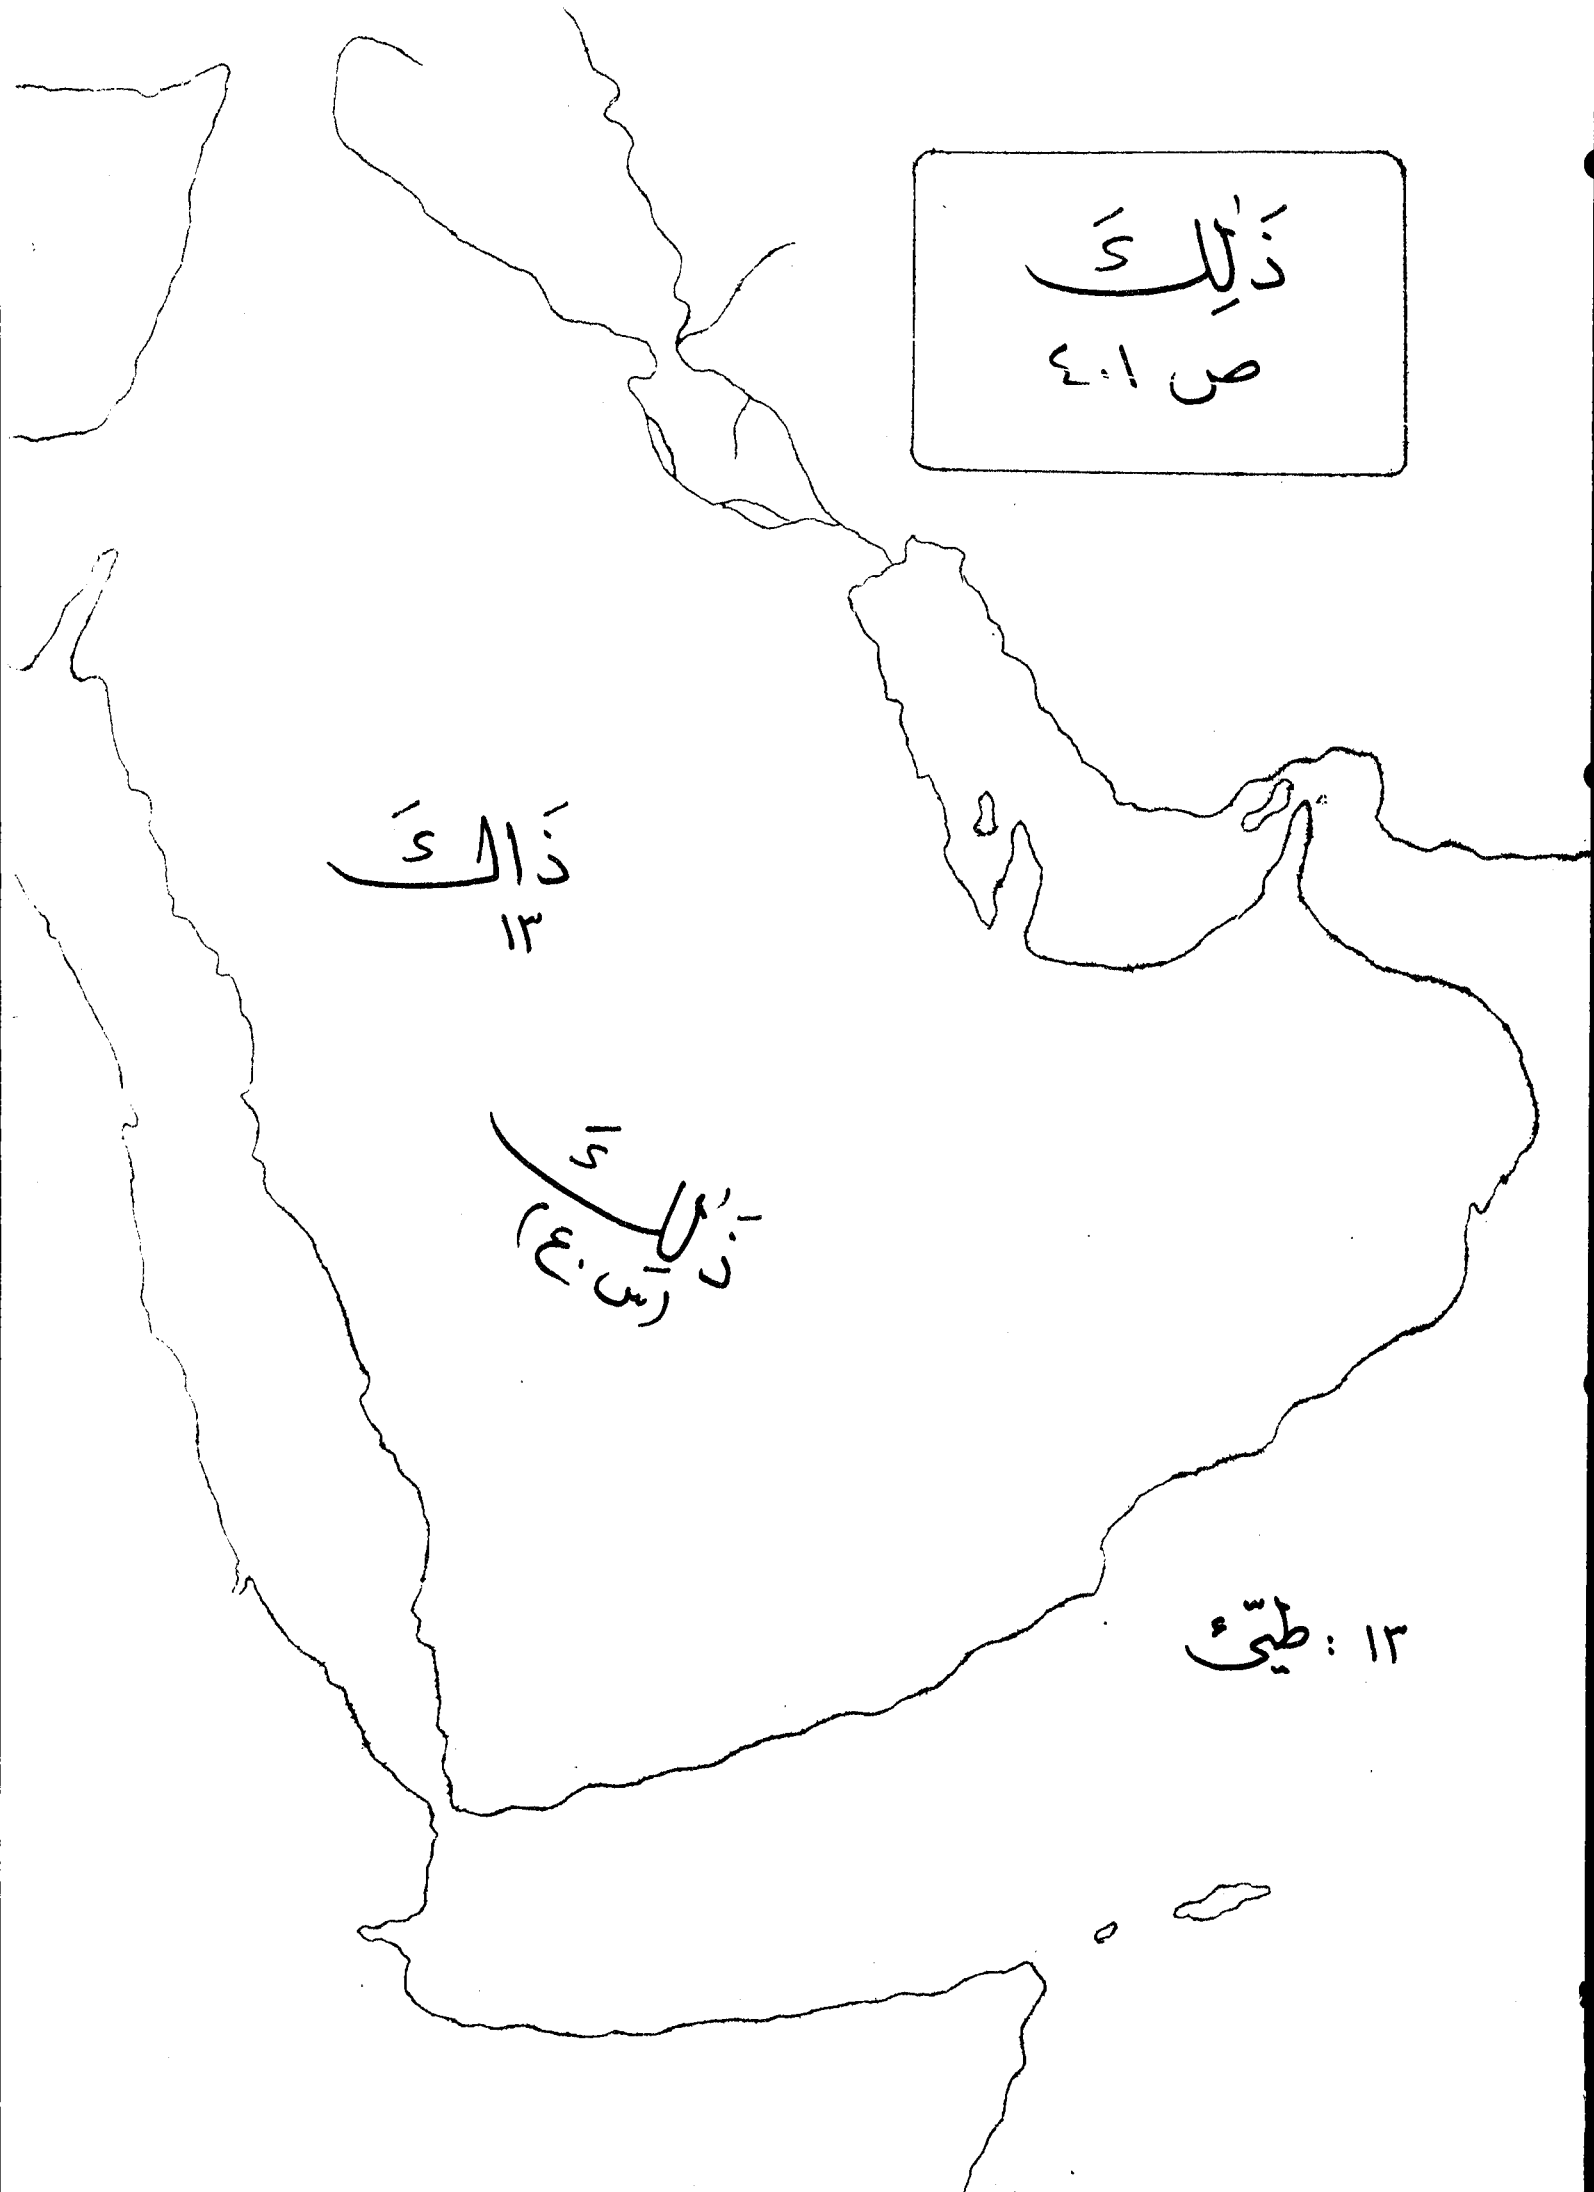 ذَٰلِكَ
ص ٤٠١
ذَاكَ
١٣
ذَٰلِكَ
(س.ع)
١٣ : طيّئ